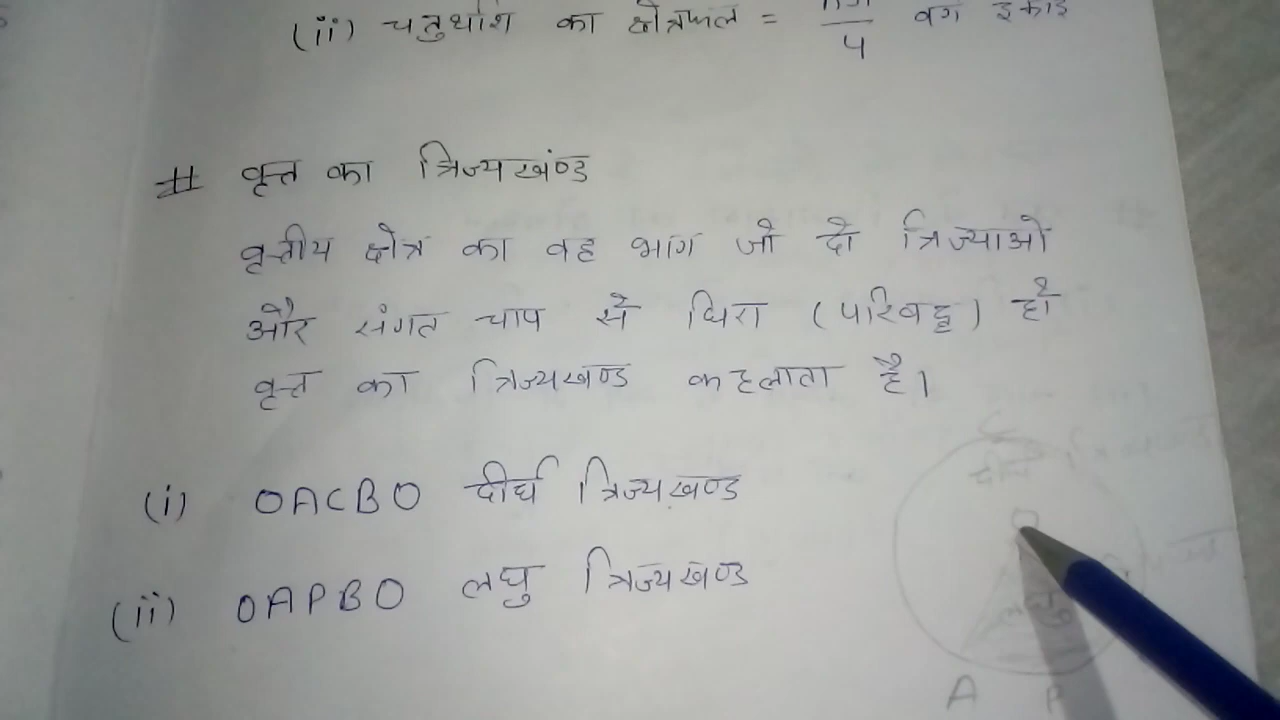 (ii) चतुर्थांश का क्षेत्रफल = 4 वर्ग इकाई
# वृत्त का त्रिज्यखंण्ड
वृत्तीय क्षेत्र का वह भाग जो दो त्रिज्याओं
और संगत चाप से घिरा (परिबद्ध) हो
वृत्त का त्रिज्यखण्ड कहलाता है।
(i) OACBO दीर्घ त्रिज्यखण्ड
(ii) OAPBO लघु त्रिज्यखण्ड
C
दीर्घ
O
लघु
A P